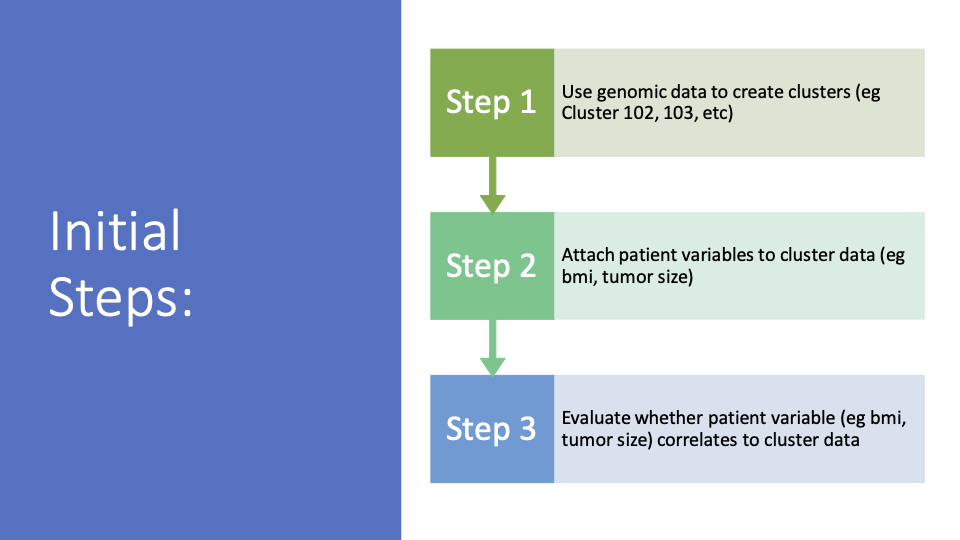 Initial
Steps:
Step 1
Use genomic data to create clusters (eg
Cluster 102, 103, etc)
Step 2
Attach patient variables to cluster data (eg
bmi, tumor size)
Step 3
Evaluate whether patient variable (eg bmi,
tumor size) correlates to cluster data